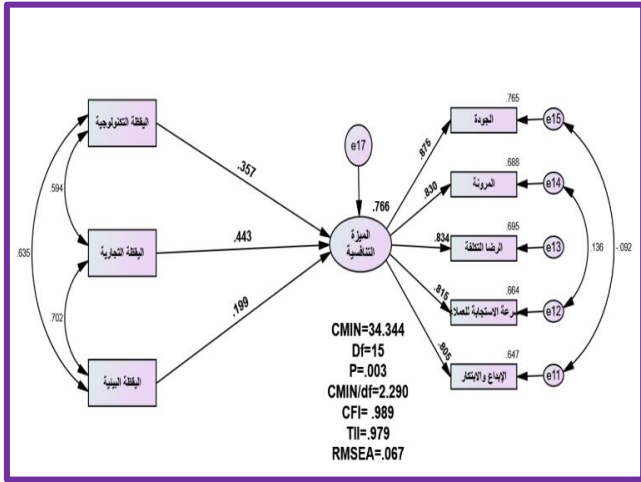 اليقظة التكنولوجية
اليقظة التجارية
اليقظة البيئية
.594
.635
.702
.357
.443
.199
e17
.766
الميزة
التنافسية
.875
.830
.834
.815
.805
.765
الجودة
e15
.688
المرونة
e14
.695
الرضا التكلفة
e13
.664
سرعة الاستجابة للعملاء
e12
.647
الإبداع والابتكار
e11
.136
-.092
CMIN=34.344
Df=15
P=.003
CMIN/df=2.290
CFI= .989
TII=.979
RMSEA=.067